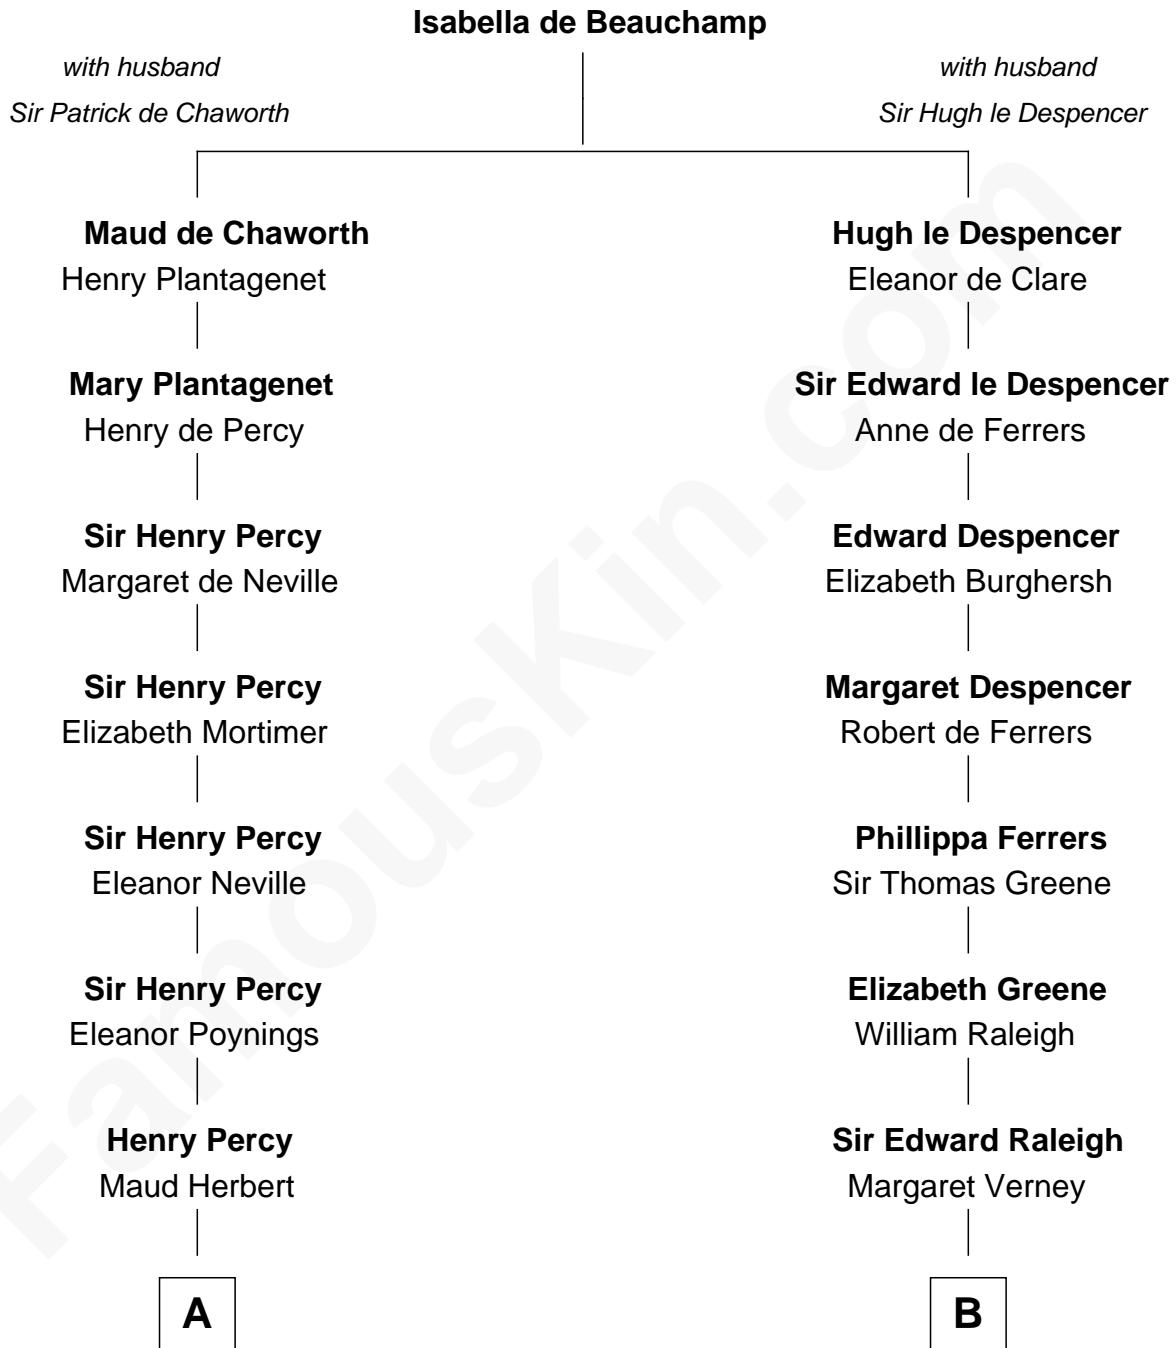 Isabella de Beauchamp
with husband
Sir Patrick de Chaworth
with husband
Sir Hugh le Despencer
Maud de Chaworth
Henry Plantagenet
Hugh le Despencer
Eleanor de Clare
Mary Plantagenet
Henry de Percy
Sir Edward le Despencer
Anne de Ferrers
Sir Henry Percy
Margaret de Neville
Edward Despencer
Elizabeth Burghersh
Sir Henry Percy
Elizabeth Mortimer
Margaret Despencer
Robert de Ferrers
Sir Henry Percy
Eleanor Neville
Phillippa Ferrers
Sir Thomas Greene
Sir Henry Percy
Eleanor Poynings
Elizabeth Greene
William Raleigh
Henry Percy
Maud Herbert
Sir Edward Raleigh
Margaret Verney
A
B
FamousKin.com